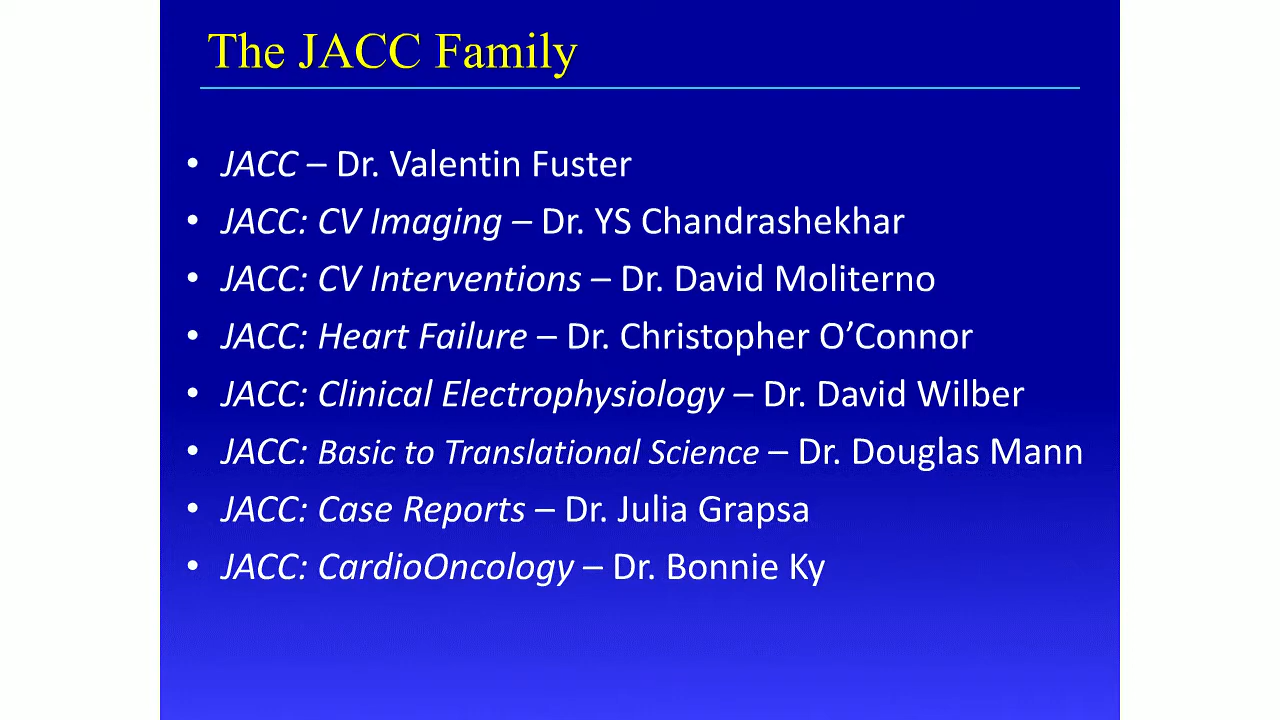 The JACC Family
• JACC – Dr. Valentin Fuster
• JACC: CV Imaging – Dr. YS Chandrashekhar
• JACC: CV Interventions – Dr. David Moliterno
• JACC: Heart Failure – Dr. Christopher O’Connor
• JACC: Clinical Electrophysiology – Dr. David Wilber
• JACC: Basic to Translational Science – Dr. Douglas Mann
• JACC: Case Reports – Dr. Julia Grapsa
• JACC: CardioOncology – Dr. Bonnie Ky